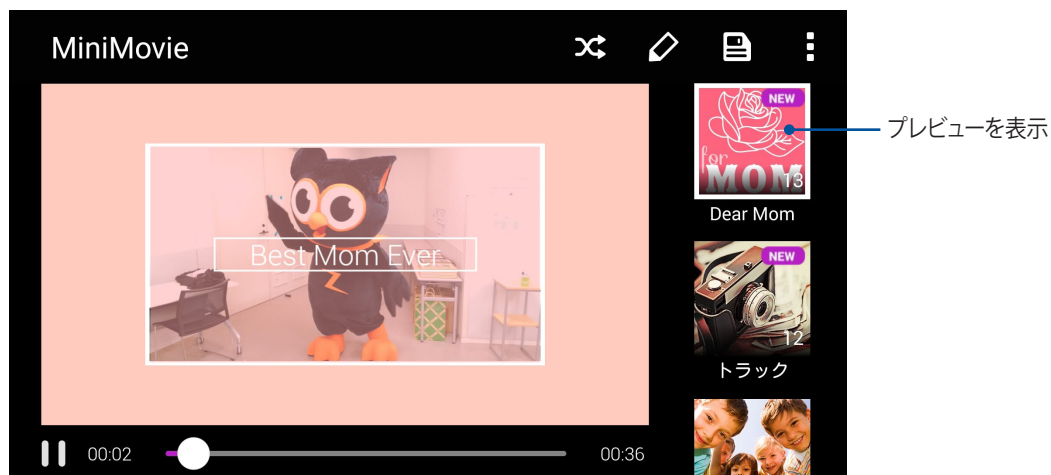 MiniMovie
Best Mom Ever
00:02
00:36
NEW
for
MOM
13
Dear Mom
NEW
12
トラック
プレビューを表示